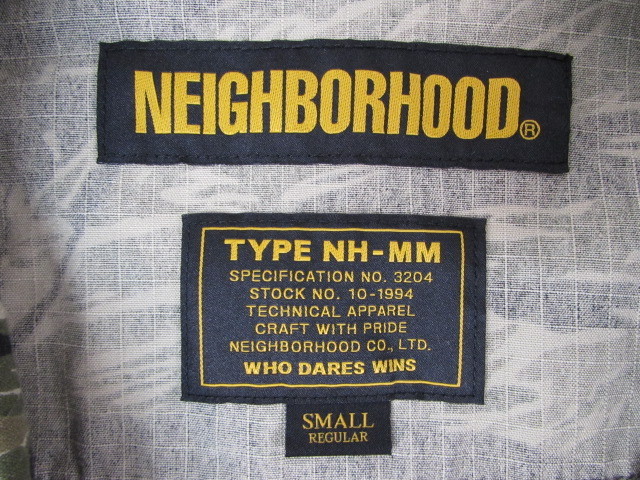 NEIGHBORHOOD®
TYPE NH-MM
SPECIFICATION NO. 3204
STOCK NO. 10-1994
TECHNICAL APPAREL
CRAFT WITH PRIDE
NEIGHBORHOOD CO., LTD.
WHO DARES WINS
SMALL
REGULAR